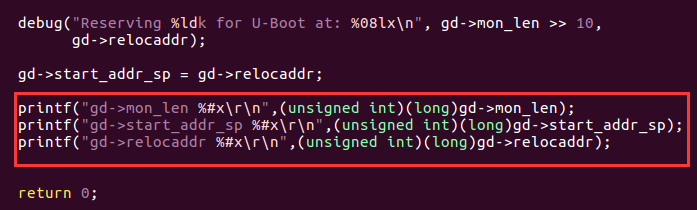 debug("Reserving %ldk for U-Boot at: %08lx\n", gd->mon_len >> 10,
gd->relocaddr);
gd->start_addr_sp = gd->relocaddr;
printf("gd->mon_len %#x\r\n",(unsigned int)(long)gd->mon_len);
printf("gd->start_addr_sp %#x\r\n",(unsigned int)(long)gd->start_addr_sp);
printf("gd->relocaddr %#x\r\n",(unsigned int)(long)gd->relocaddr);
return 0;